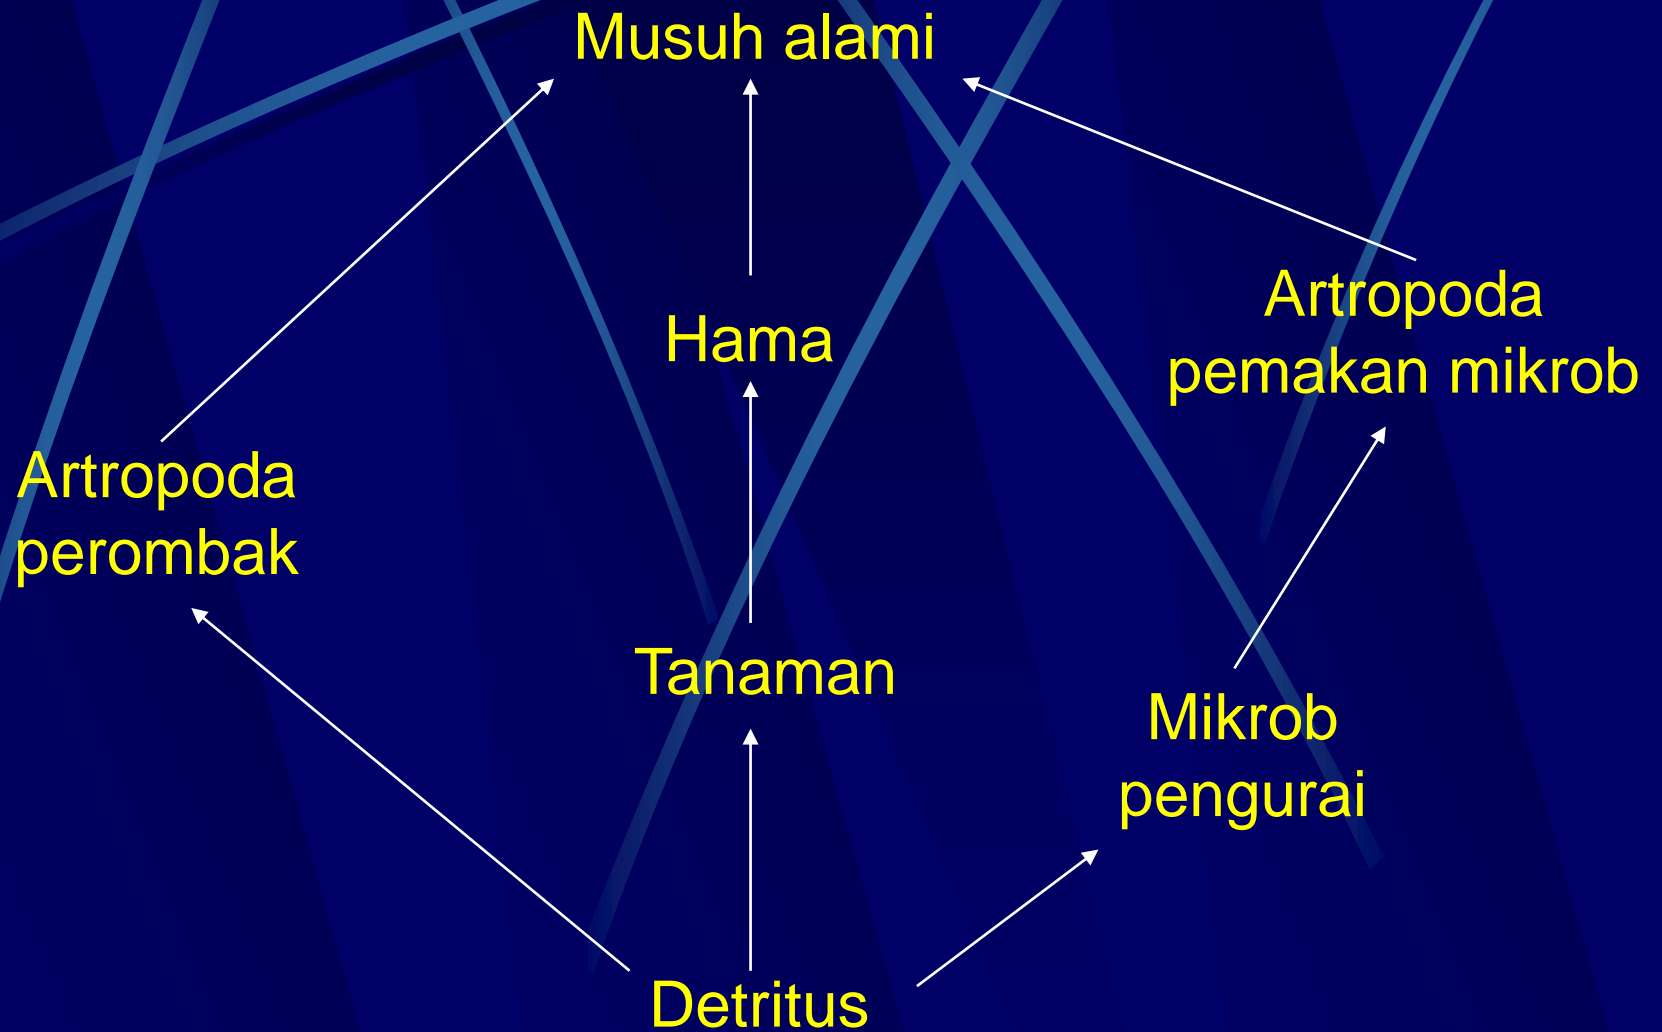 Musuh alami
Hama
Artropoda
pemakan mikrob
Artropoda
perombak
Tanaman
Mikrob
pengurai
Detritus